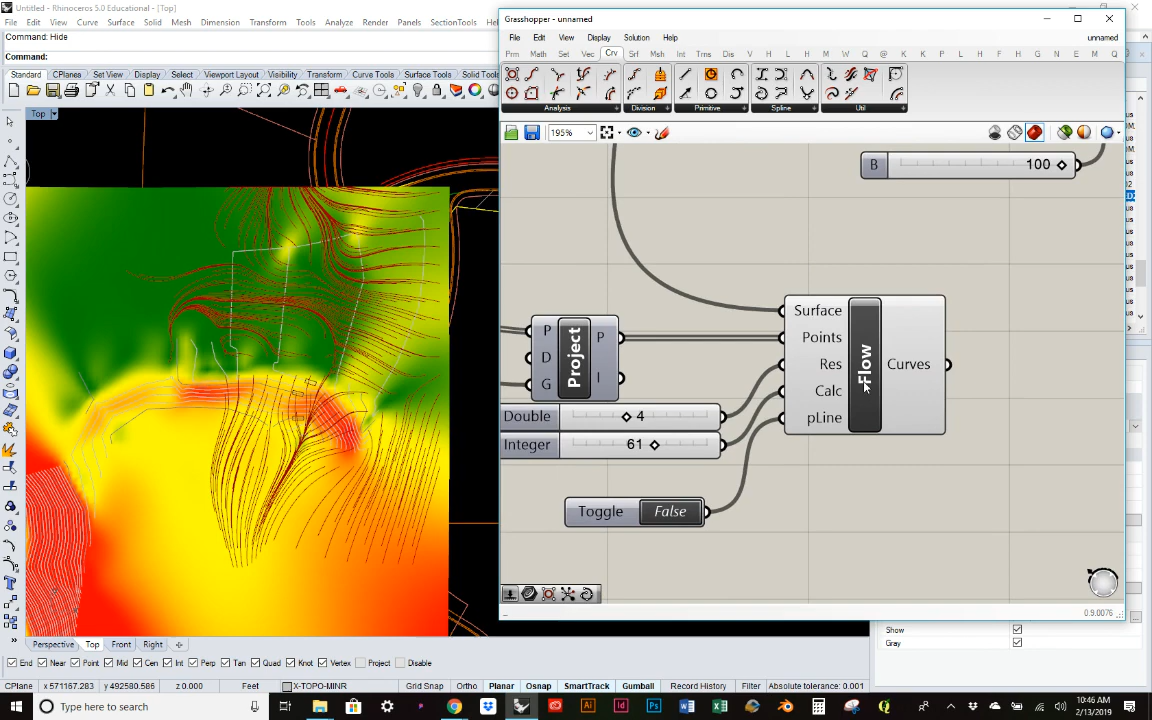 Untitled - Rhinoceros 5.0 Educational - [Top]
File Edit View Curve Surface Solid Mesh Dimension Transform Tools Analyze Render Panels SectionTools
Command: Hide
Command:
Standard CPlanes Set View Display Select Viewport Layout Visibility Transform Curve Tools Surface Tools Solid Tools
Top
Grasshopper - unnamed
File Edit View Display Solution Help unnamed
Prm Math Set Vec Crv Srf Msh Int Trns Dis V H L H M W Q @ K K P L H F H G N E M Q
Analysis Division Primitive Spline Util
195%
B 100
P D G Project P I
Double 4
Integer 61
Toggle False
Surface
Points
Res
Calc
pLine
Flow
Curves
0.9.0076
Show
Gray
Perspective Top Front Right
End Near Point Mid Cen Int Perp Tan Quad Knot Vertex Project Disable
CPlane x 571167.283 y 492580.586 z 0.000 Feet X-TOPO-MINR Grid Snap Ortho Planar Osnap SmartTrack Gumball Record History Filter Absolute tolerance: 0.001
Type here to search
10:46 AM
2/13/2019